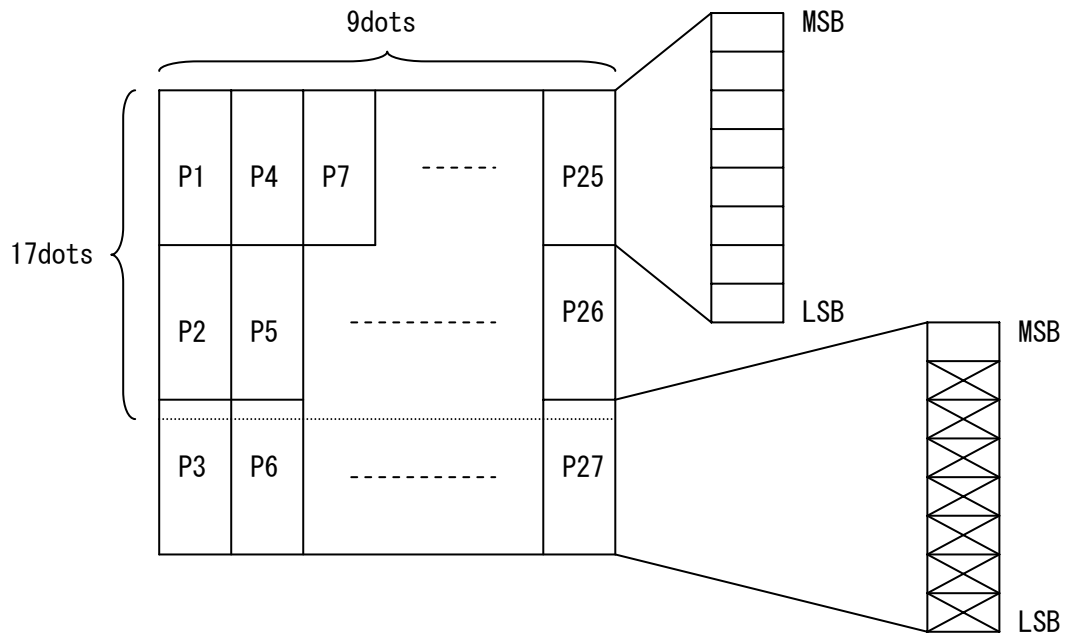 9dots
MSB
P1 P4 P7 P25
17dots
P2 P5 P26
LSB
MSB
P3 P6 P27
LSB